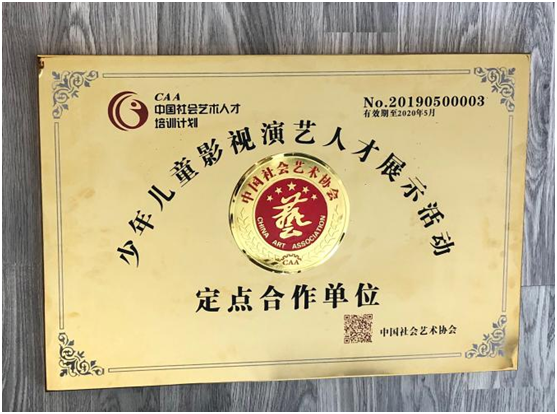 CAA
中国社会艺术人才
培训计划
No.20190500003
有效期至2020年5月
少年儿童影视演艺人才展示活动
中国社会艺术协会
藝
CHINA ART ASSOCIATION
CAA
定点合作单位
中国社会艺术协会